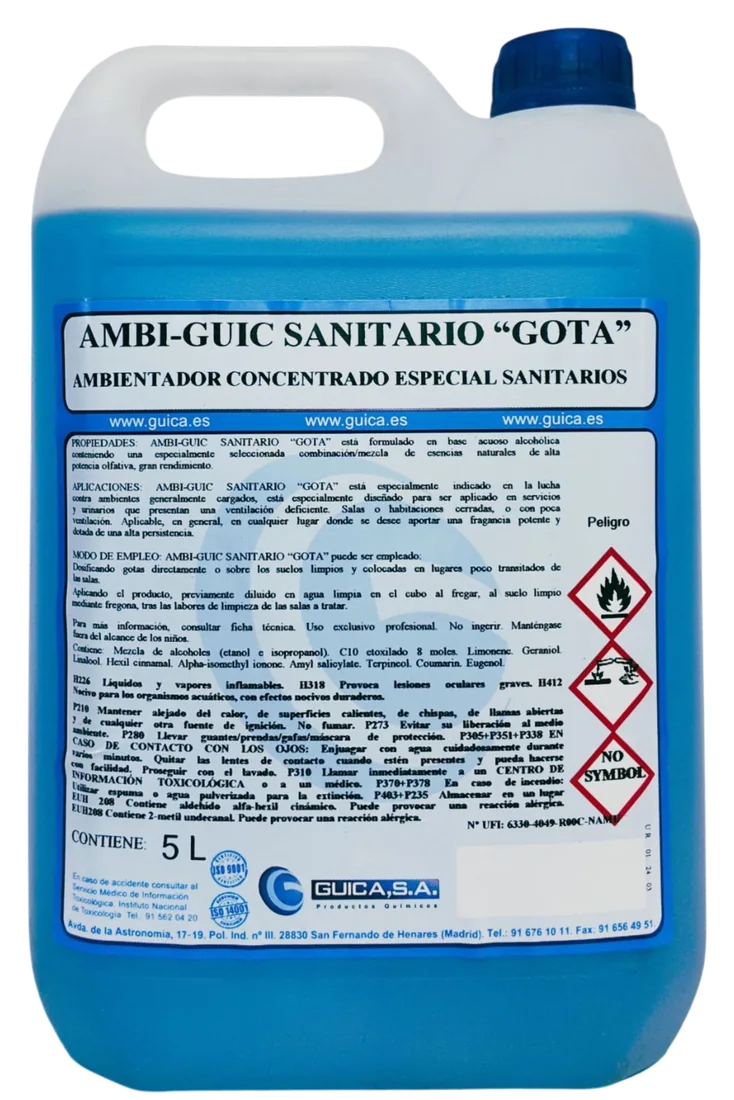 AMBI-GUIC SANITARIO “GOTA”
AMBIENTADOR CONCENTRADO ESPECIAL SANITARIOS
www.guica.es www.guica.es www.guica.es
PROPIEDADES: AMBI-GUIC SANITARIO “GOTA” está formulado en base acuoso alcohólica
conteniendo una especialmente seleccionada combinación/mezcla de esencias naturales de alta
potencia olfativa, gran rendimiento.
APLICACIONES: AMBI-GUIC SANITARIO “GOTA” está especialmente indicado en la lucha
contra ambientes generalmente cargados, está especialmente diseñado para ser aplicado en servicios
y urinarios que presentan una ventilación deficiente. Salas o habitaciones cerradas, o con poca
ventilación. Aplicable, en general, en cualquier lugar donde se desee aportar una fragancia potente y
dotada de una alta persistencia.
Peligro
MODO DE EMPLEO: AMBI-GUIC SANITARIO “GOTA” puede ser empleado:
Dosificando gotas directamente o sobre los suelos limpios y colocadas en lugares poco transitados de
las salas.
Aplicando el producto, previamente diluido en agua limpia en el cubo al fregar, al suelo limpio
mediante fregona, tras las labores de limpieza de las salas a tratar.
Para más información, consultar ficha técnica. Uso exclusivo profesional. No ingerir. Manténgase
fuera del alcance de los niños.
Contiene: Mezcla de alcoholes (etanol e isopropanol). C10 etoxilado 8 moles. Limonene. Geraniol.
Linalool. Hexil cinnamal. Alpha-isomethyl ionone. Amyl salicylate. Terpineol. Coumarin. Eugenol.
H226 Líquidos y vapores inflamables. H318 Provoca lesiones oculares graves. H412
Nocivo para los organismos acuáticos, con efectos nocivos duraderos.
P210 Mantener alejado del calor, de superficies calientes, de chispas, de llamas abiertas
y de cualquier otra fuente de ignición. No fumar. P273 Evitar su liberación al medio
ambiente. P280 Llevar guantes/prendas/gafas/máscara de protección. P305+P351+P338 EN
CASO DE CONTACTO CON LOS OJOS: Enjuagar con agua cuidadosamente durante
varios minutos. Quitar las lentes de contacto cuando estén presentes y pueda hacerse
con facilidad. Proseguir con el lavado. P310 Llamar inmediatamente a un CENTRO DE
INFORMACIÓN TOXICOLÓGICA o a un médico. P370+P378 En caso de incendio:
Utilizar espuma o agua pulverizada para la extinción. P403+P235 Almacenar en un lugar
EUH 208 Contiene aldehido alfa-hexil cinámico. Puede provocar una reacción alérgica.
EUH208 Contiene 2-metil undecanal. Puede provocar una reacción alérgica.
NO
SYMBOL
Nº UFI: 6330-4049-R00C-NAMU
CONTIENE: 5 L
U.R. 01 24 03
En caso de accidente consultar al
Servicio Médico de Información
Toxicológica. Instituto Nacional
de Toxicología Tel. 91 562 04 20
ISO 9001
ISO 14001
GUICA,S.A.
Productos Químicos
Avda. de la Astronomía, 17-19. Pol. Ind. nº III. 28830 San Fernando de Henares (Madrid). Tel.: 91 676 10 11. Fax: 91 656 49 51